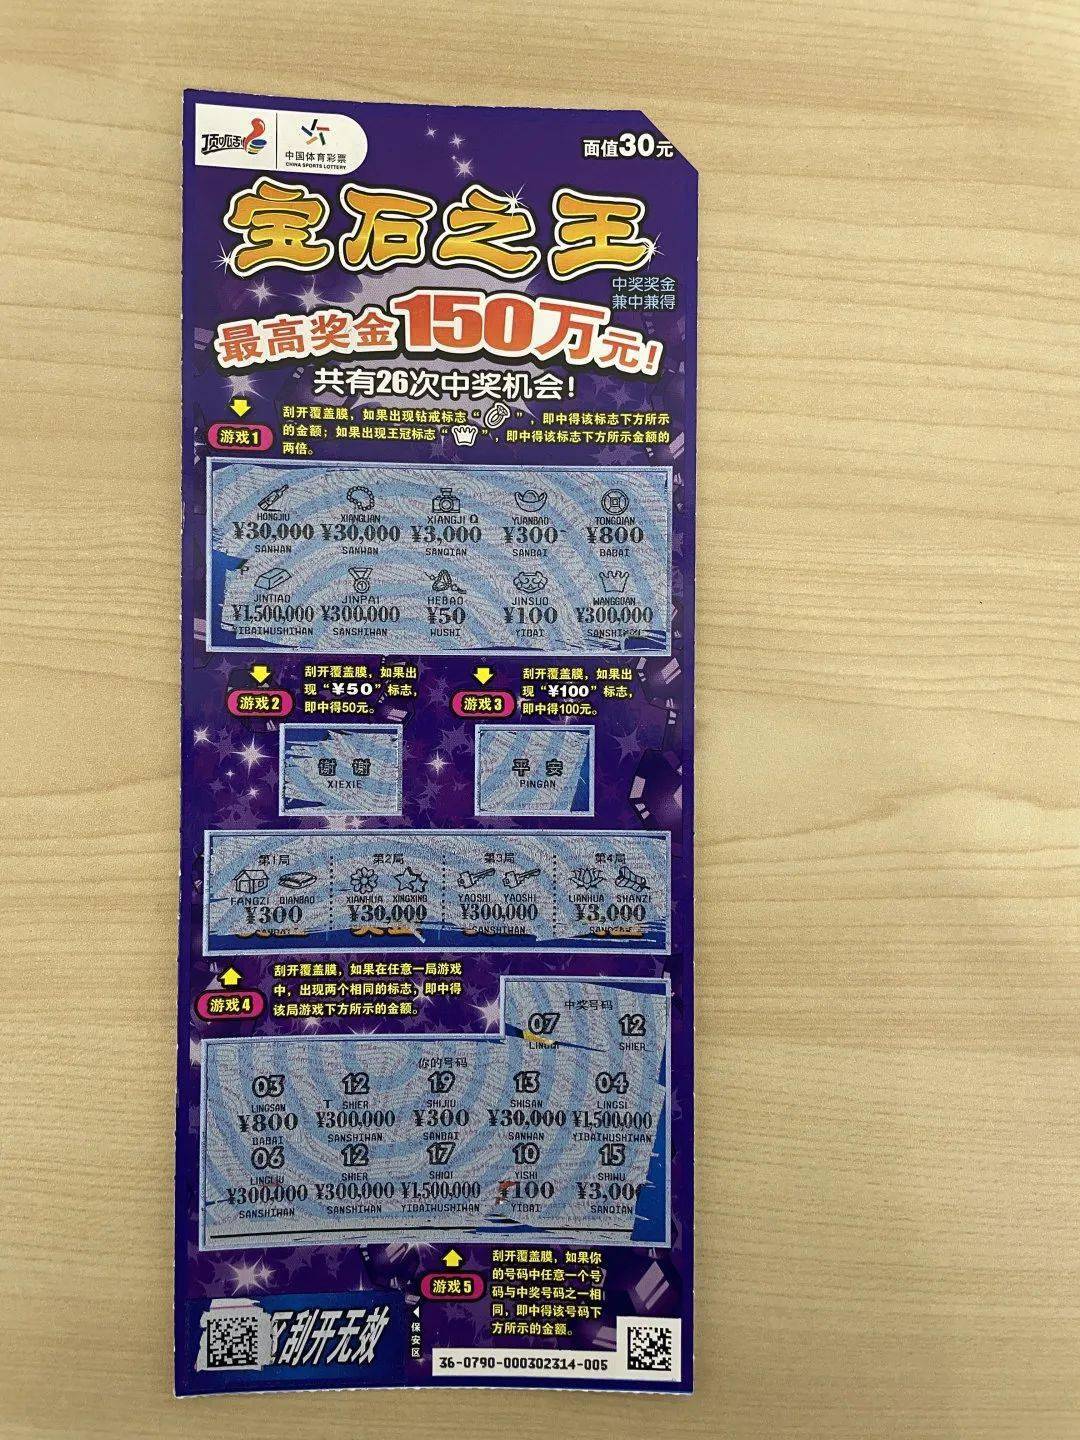 顶呱刮
中国体育彩票
CHINA SPORTS LOTTERY
面值30元
宝石之王
中奖奖金
兼中兼得
最高奖金150万元!
共有26次中奖机会!
游戏1
刮开覆盖膜，如果出现钻戒标志“ ”，即中得该标志下方所示
的金额；如果出现王冠标志“ ”，即中得该标志下方所示金额的
两倍。
HONGJIU XIANGLIAN XIANGJI YUANBAO TONGQIAN
¥30,000 ¥30,000 ¥3,000 ¥300 ¥800
SANWAN SANWAN SANQIAN SANBAI BABAI
JINTIAO JINPAI HEBAO JINSUO WANGGUAN
¥1,500,000 ¥300,000 ¥50 ¥100 ¥300,000
YIBAIWUSHIWAN SANSHIWAN WUSHI YIBAI SANSHIWAN
游戏2
刮开覆盖膜，如果出
现“¥50”标志，
即中得50元。
游戏3
刮开覆盖膜，如果出
现“¥100”标志，
即中得100元。
谢 谢
XIEXIE
平 安
PINGAN
第1局 第2局 第3局 第4局
FANGZI QIANBAO XIANHUA XINGXING YAOSHI YAOSHI LIANHUA SHANZI
¥300 ¥30,000 ¥300,000 ¥3,000
SANSHIWAN
游戏4
刮开覆盖膜，如果在任意一局游戏
中，出现两个相同的标志，即中得
该局游戏下方所示的金额。
中奖号码
07 12
LINGQI SHIER
你的号码
03 12 19 13 04
LINGSAN SHIER SHIJIU SHISAN LINGSI
¥800 ¥300,000 ¥300 ¥30,000 ¥1,500,000
BABAI SANSHIWAN SANBAI SANWAN YIBAIWUSHIWAN
06 12 17 10 15
LINGLIU SHIER SHIQI YISHI SHIWU
¥300,000 ¥300,000 ¥1,500,000 ¥100 ¥3,000
SANSHIWAN SANSHIWAN YIBAIWUSHIWAN YIBAI SANQIAN
游戏5
刮开覆盖膜，如果你
的号码中任意一个号
码与中奖号码之一相
同，即中得该号码下
方所示的金额。
区刮开无效
保安区
36-0790-000302314-005